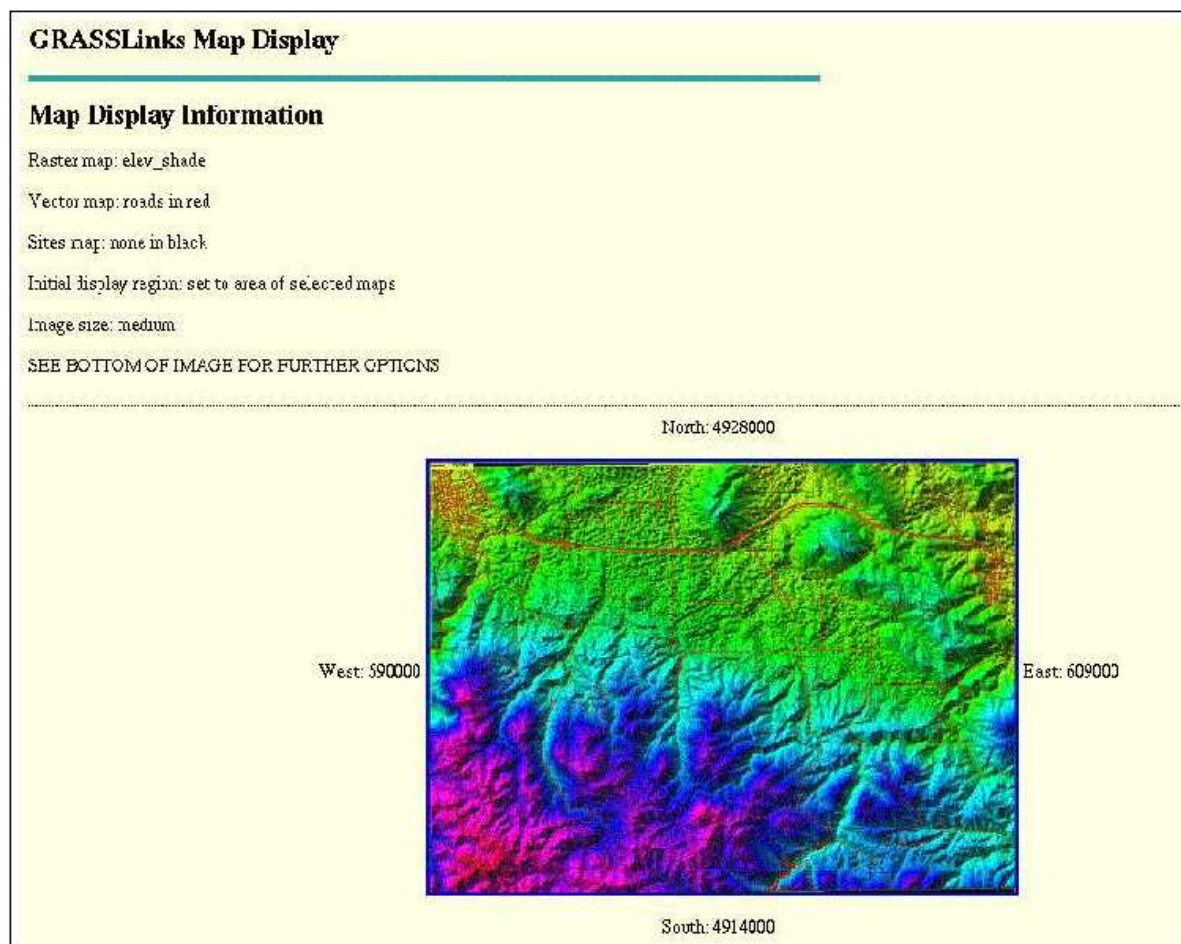 GRASSLinks Map Display
Map Display Information
Raster map: elev_shade
Vector map: roads in red
Sites map: none in black
Initial display region: set to area of selected maps
Image size: medium
SEE BOTTOM OF IMAGE FOR FURTHER OPTIONS
North: 4928000
West: 590000
East: 609000
South: 4914000